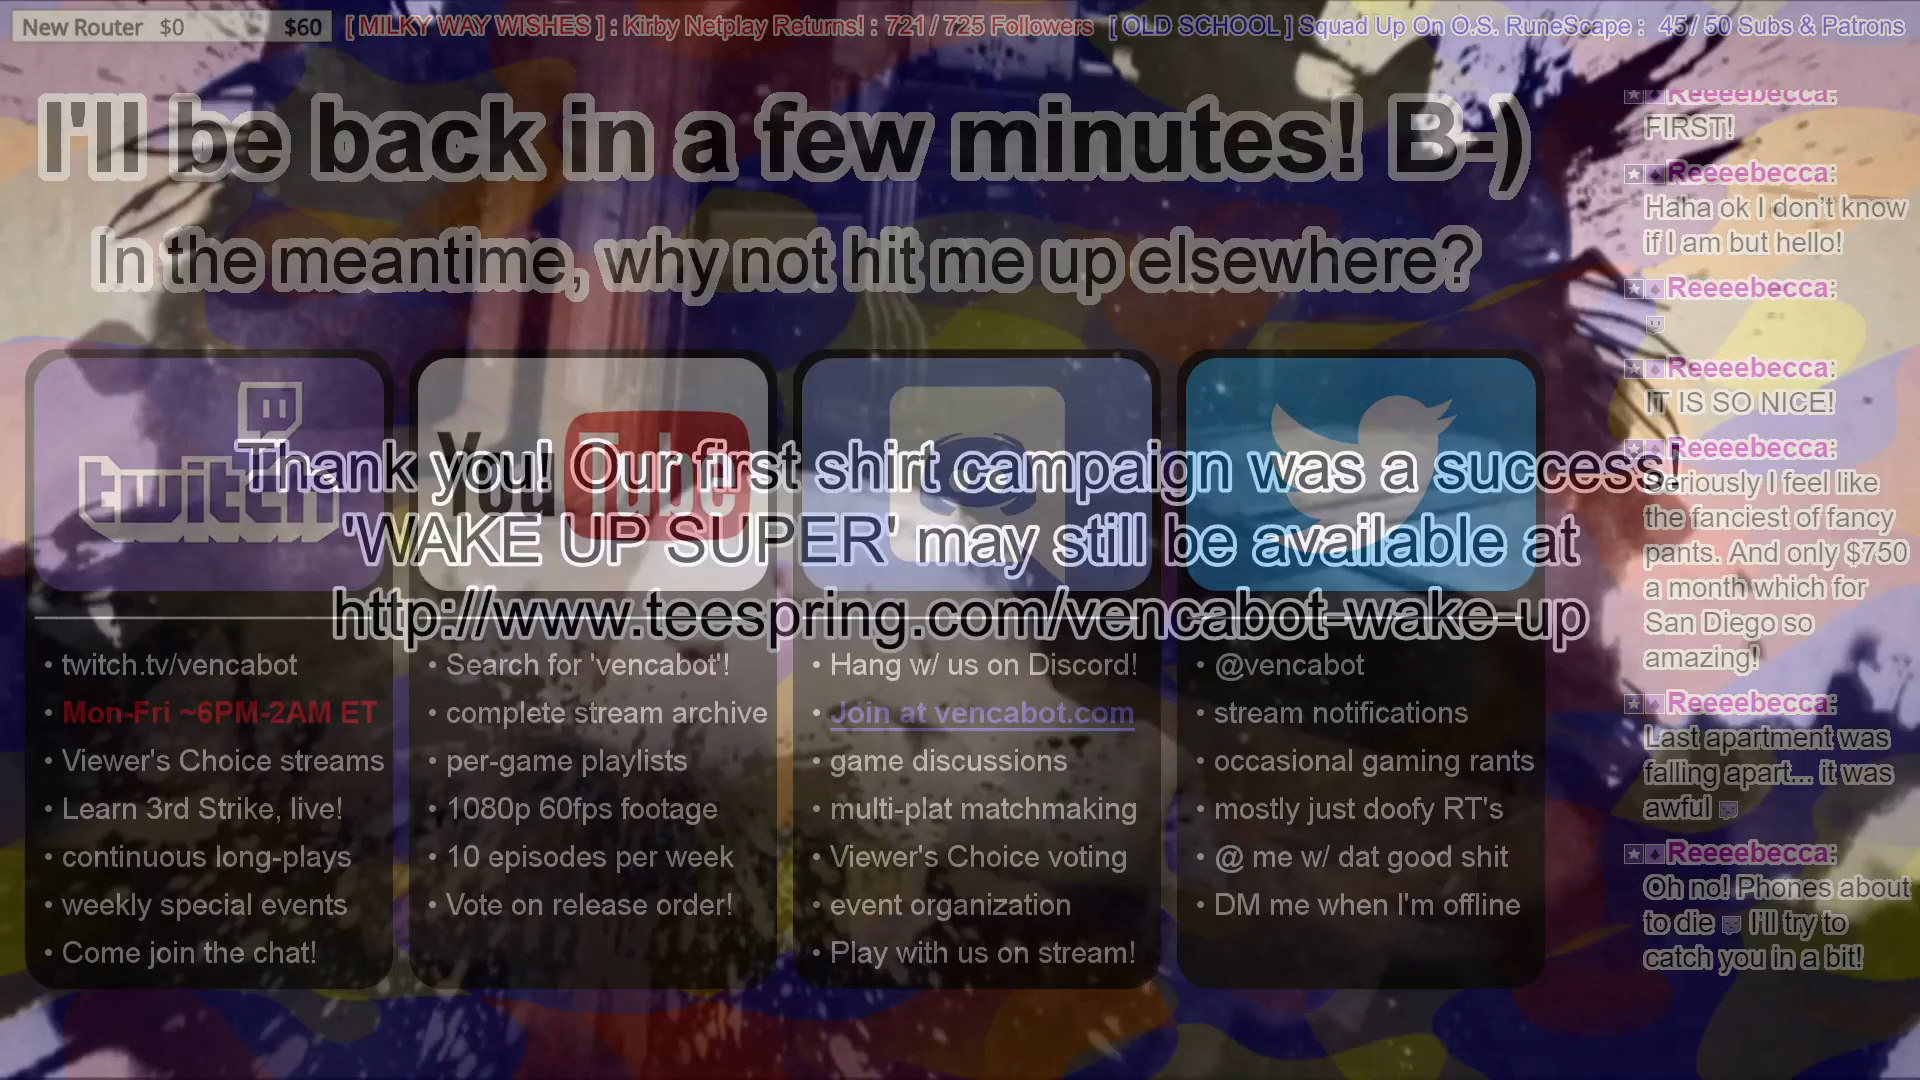 New Router $0 $60 [ MILKY WAY WISHES ] : Kirby Netplay Returns! : 721 / 725 Followers [ OLD SCHOOL ] Squad Up On O.S. RuneScape : 45 / 50 Subs & Patrons
I'll be back in a few minutes! B-)
In the meantime, why not hit me up elsewhere?
twitch
You Tube
Thank you! Our first shirt campaign was a success!
'WAKE UP SUPER' may still be available at
http://www.teespring.com/vencabot-wake-up
• twitch.tv/vencabot
• Mon-Fri ~6PM-2AM ET
• Viewer's Choice streams
• Learn 3rd Strike, live!
• continuous long-plays
• weekly special events
• Come join the chat!
• Search for 'vencabot'!
• complete stream archive
• per-game playlists
• 1080p 60fps footage
• 10 episodes per week
• Vote on release order!
• Hang w/ us on Discord!
• Join at vencabot.com
• game discussions
• multi-plat matchmaking
• Viewer's Choice voting
• event organization
• Play with us on stream!
• @vencabot
• stream notifications
• occasional gaming rants
• mostly just doofy RT's
• @ me w/ dat good shit
• DM me when I'm offline
Reeeebecca:
FIRST!
Reeeebecca:
Haha ok I don't know
if I am but hello!
Reeeebecca:
Reeeebecca:
IT IS SO NICE!
Reeeebecca:
Seriously I feel like
the fanciest of fancy
pants. And only $750
a month which for
San Diego so
amazing!
Reeeebecca:
Last apartment was
falling apart... it was
awful
Reeeebecca:
Oh no! Phones about
to die I'll try to
catch you in a bit!